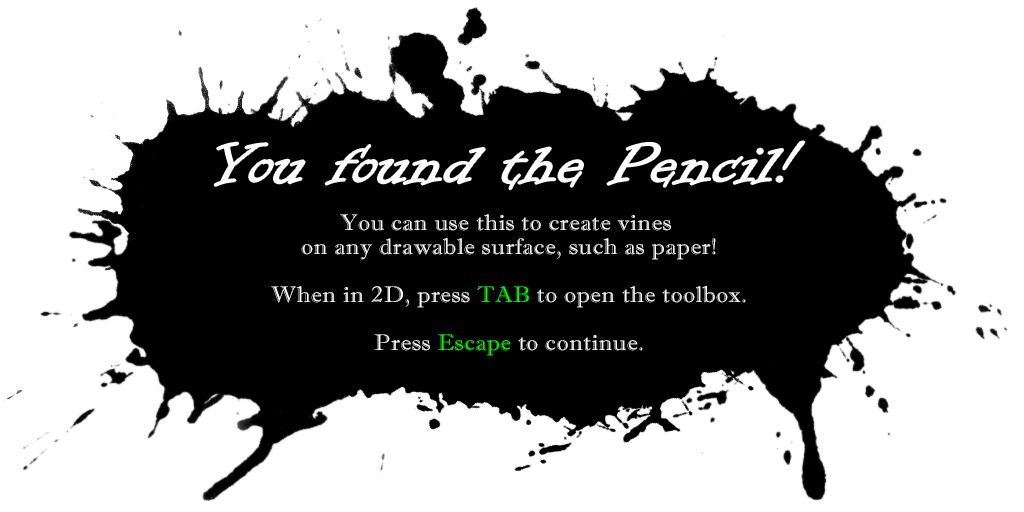 You found the Pencil!
You can use this to create vines
on any drawable surface, such as paper!
When in 2D, press TAB to open the toolbox.
Press Escape to continue.